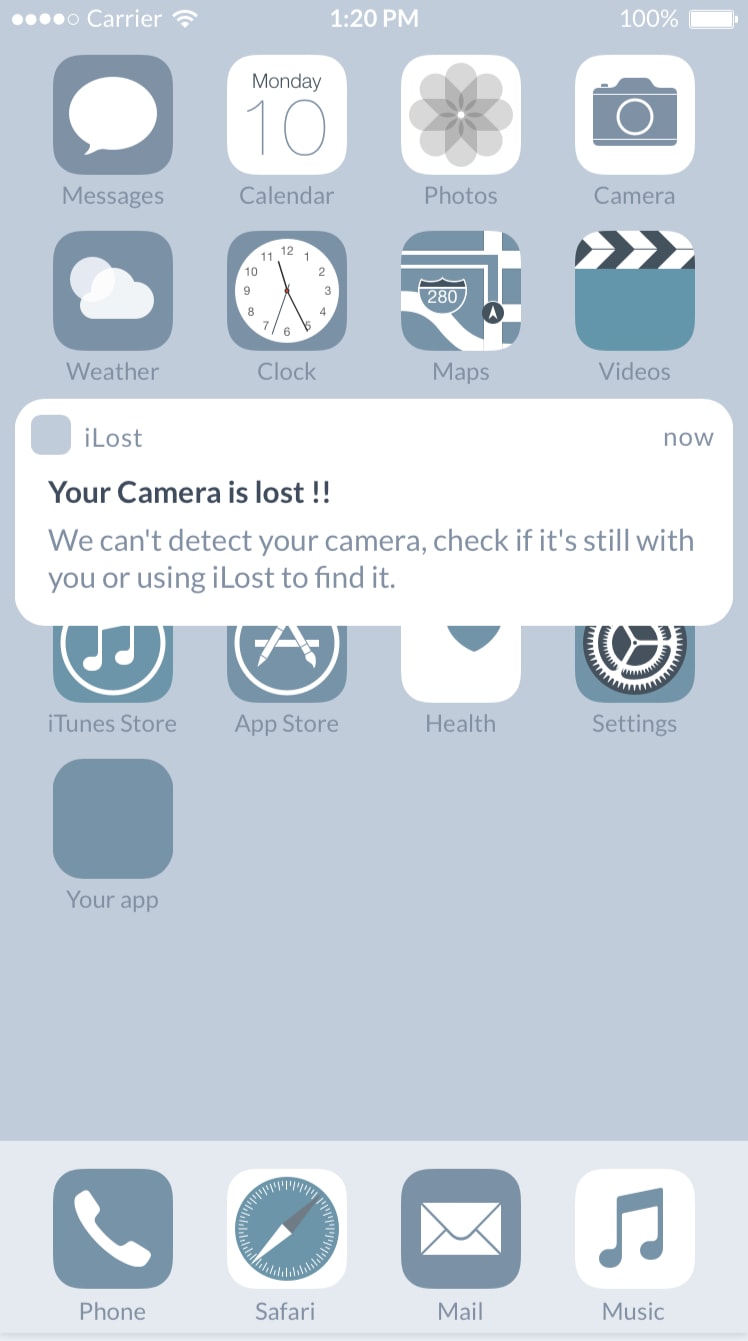 Carrier 1:20 PM 100%
Monday
10
Messages Calendar Photos Camera
12
11 1
10 2
9 3
8 4
7 5
6
280
Weather Clock Maps Videos
iLost now
Your Camera is lost !!
We can't detect your camera, check if it's still with
you or using iLost to find it.
iTunes Store App Store Health Settings
Your app
Phone Safari Mail Music